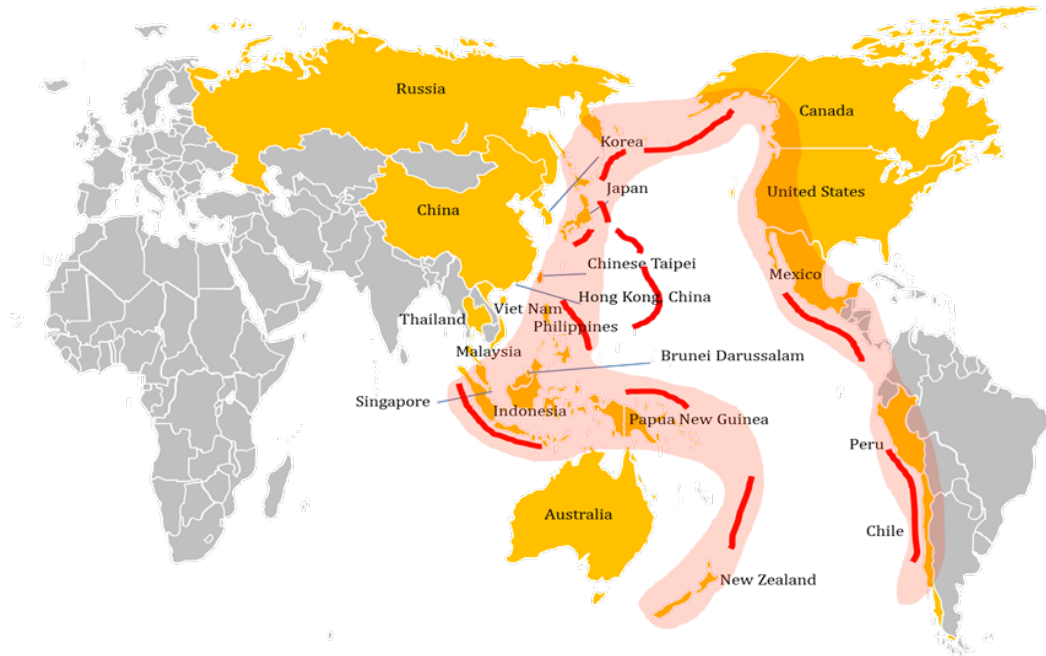 Russia
Canada
Korea
Japan
United States
China
Chinese Taipei
Mexico
Hong Kong, China
Viet Nam
Thailand
Philippines
Malaysia
Brunei Darussalam
Singapore
Indonesia
Papua New Guinea
Peru
Australia
Chile
New Zealand